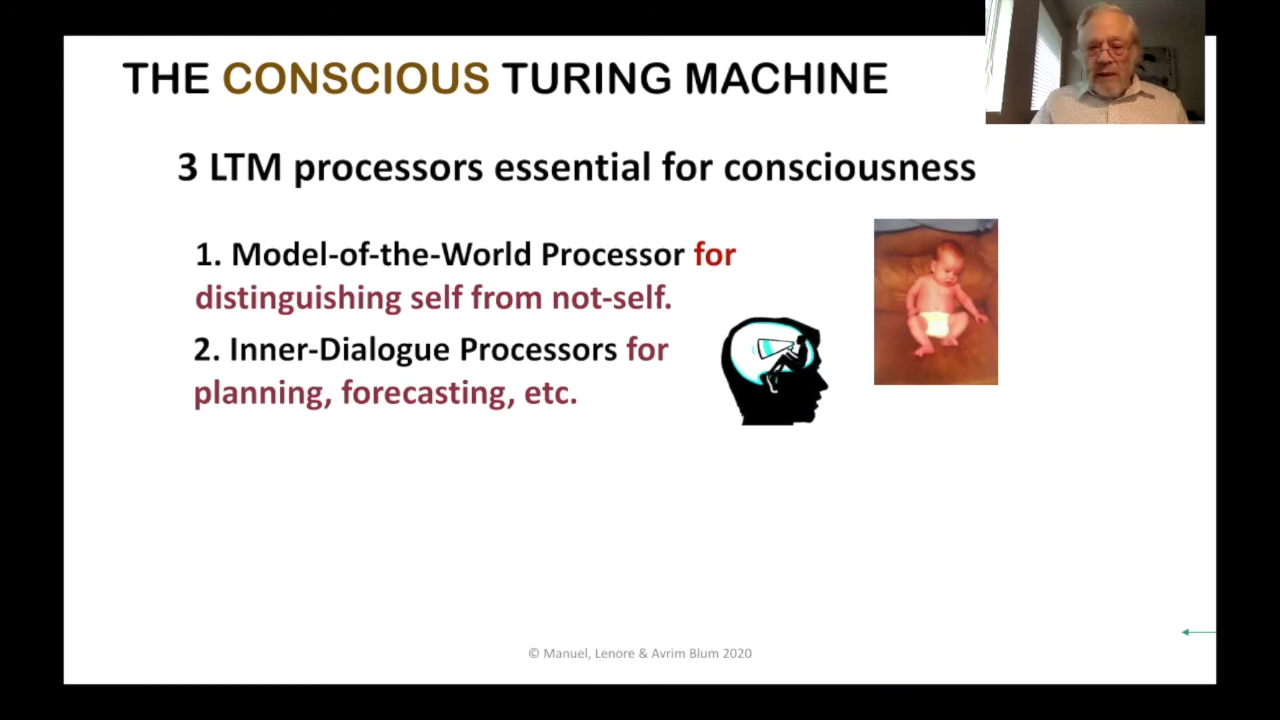 THE CONSCIOUS TURING MACHINE
3 LTM processors essential for consciousness
1. Model-of-the-World Processor for
distinguishing self from not-self.
2. Inner-Dialogue Processors for
planning, forecasting, etc.
© Manuel, Lenore & Avrim Blum 2020